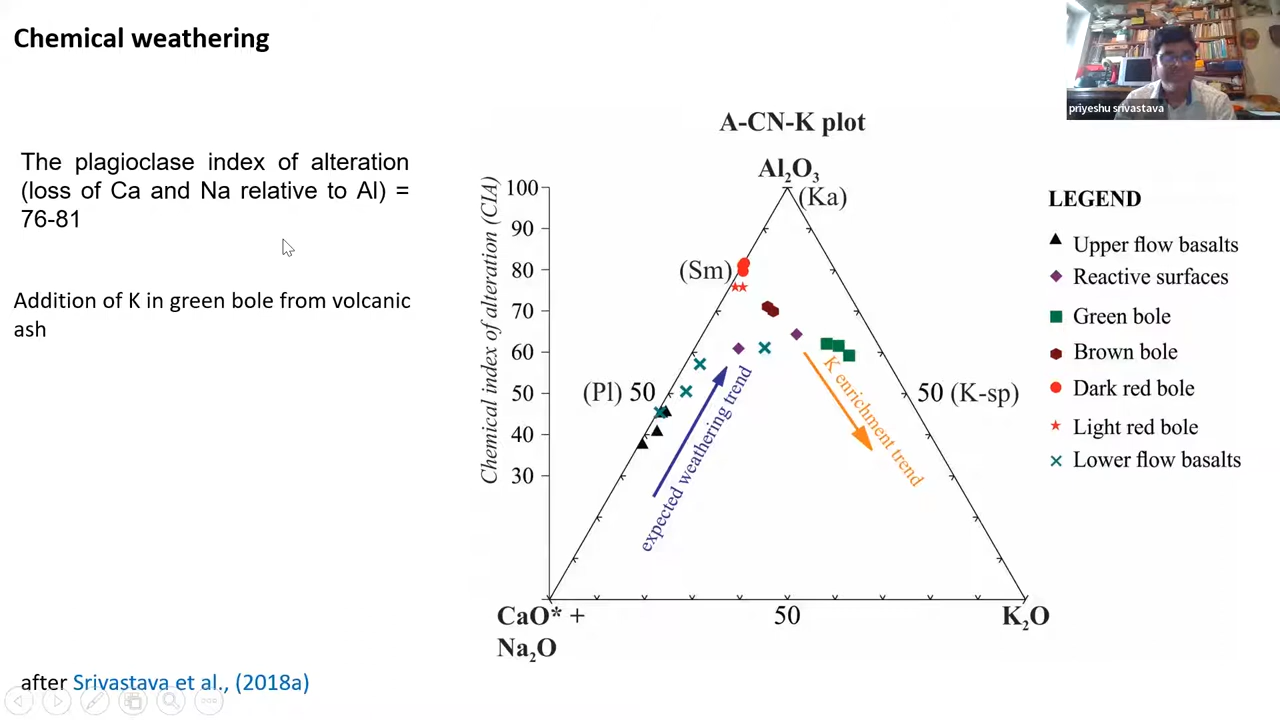 Chemical weathering
priyeshu srivastava
The plagioclase index of alteration
(loss of Ca and Na relative to Al) =
76-81
Addition of K in green bole from volcanic
ash
A-CN-K plot
Al₂O₃
(Ka)
Chemical index of alteration (CIA)
100
90
80
70
60
50
40
30
(Sm)
(Pl) 50
50 (K-sp)
expected weathering trend
K enrichment trend
CaO* +
Na₂O
50
K₂O
LEGEND
Upper flow basalts
Reactive surfaces
Green bole
Brown bole
Dark red bole
Light red bole
Lower flow basalts
after Srivastava et al., (2018a)